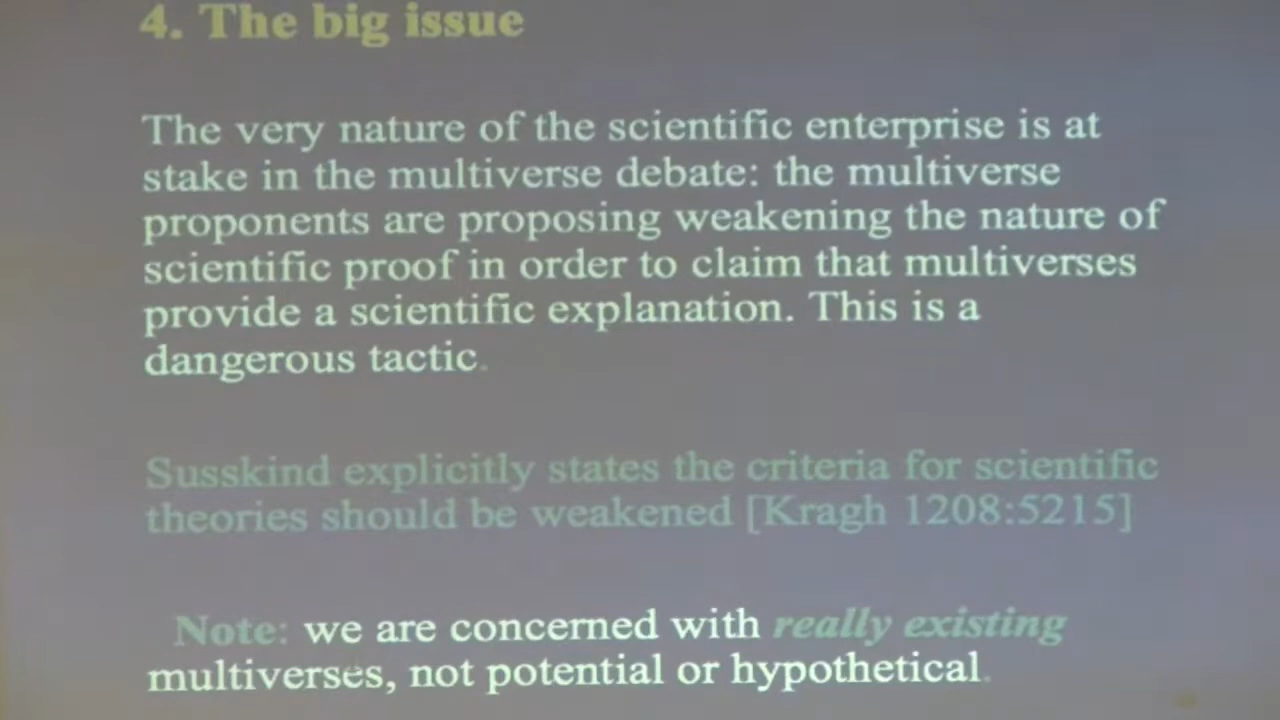 4. The big issue
The very nature of the scientific enterprise is at
stake in the multiverse debate: the multiverse
proponents are proposing weakening the nature of
scientific proof in order to claim that multiverses
provide a scientific explanation. This is a
dangerous tactic.
Susskind explicitly states the criteria for scientific
theories should be weakened [Kragh 1208:5215]
Note: we are concerned with really existing
multiverses, not potential or hypothetical.